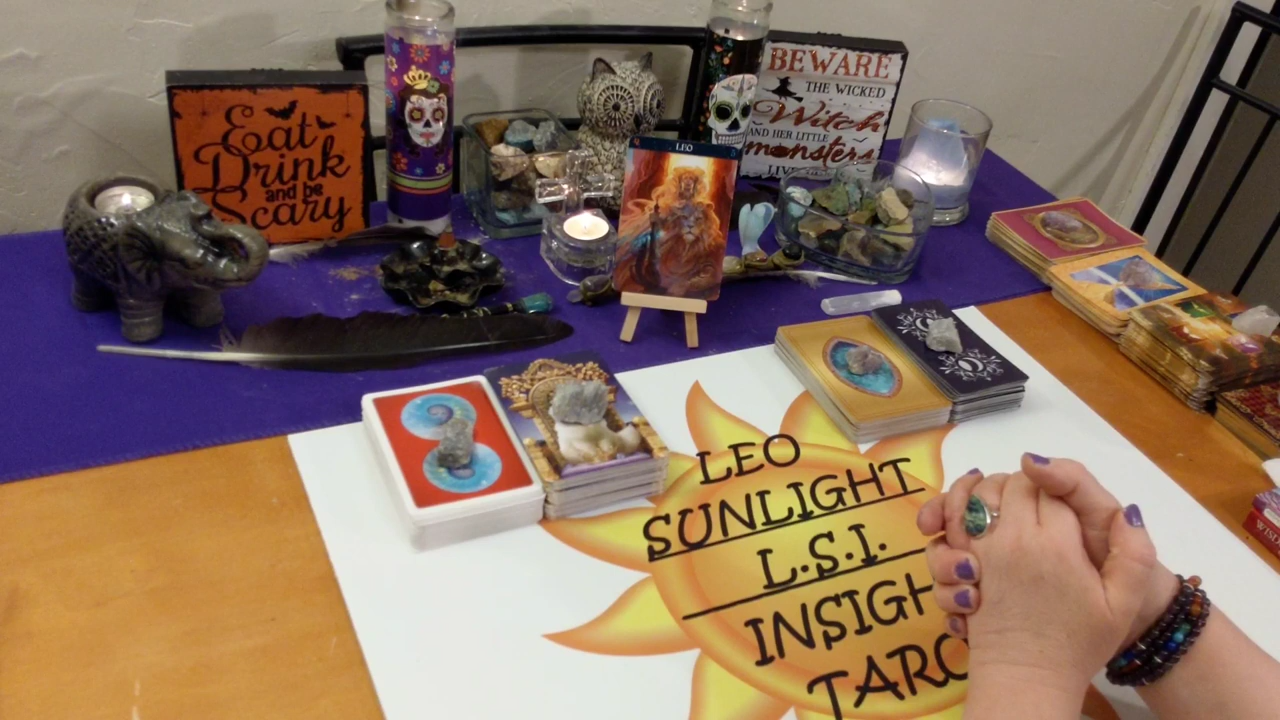 Eat
Drink
and be
Scary
BEWARE
THE WICKED
Witch
AND HER LITTLE
monsters
LEO
LEO
SUNLIGHT
L.S.I.
INSIGH
TARO